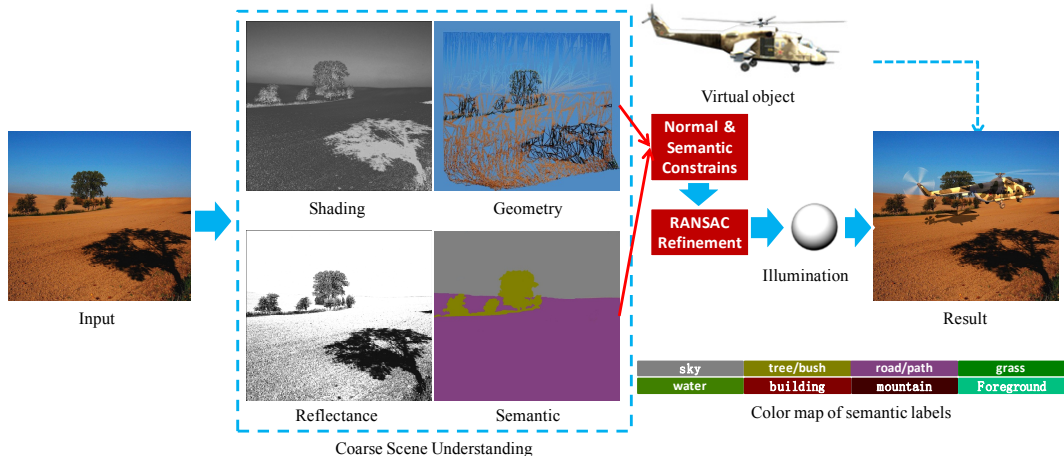 Input
Shading
Geometry
Reflectance
Semantic
Coarse Scene Understanding
Virtual object
Normal &
Semantic
Constrains
RANSAC
Refinement
Illumination
Result
sky tree/bush road/path grass
water building mountain Foreground
Color map of semantic labels